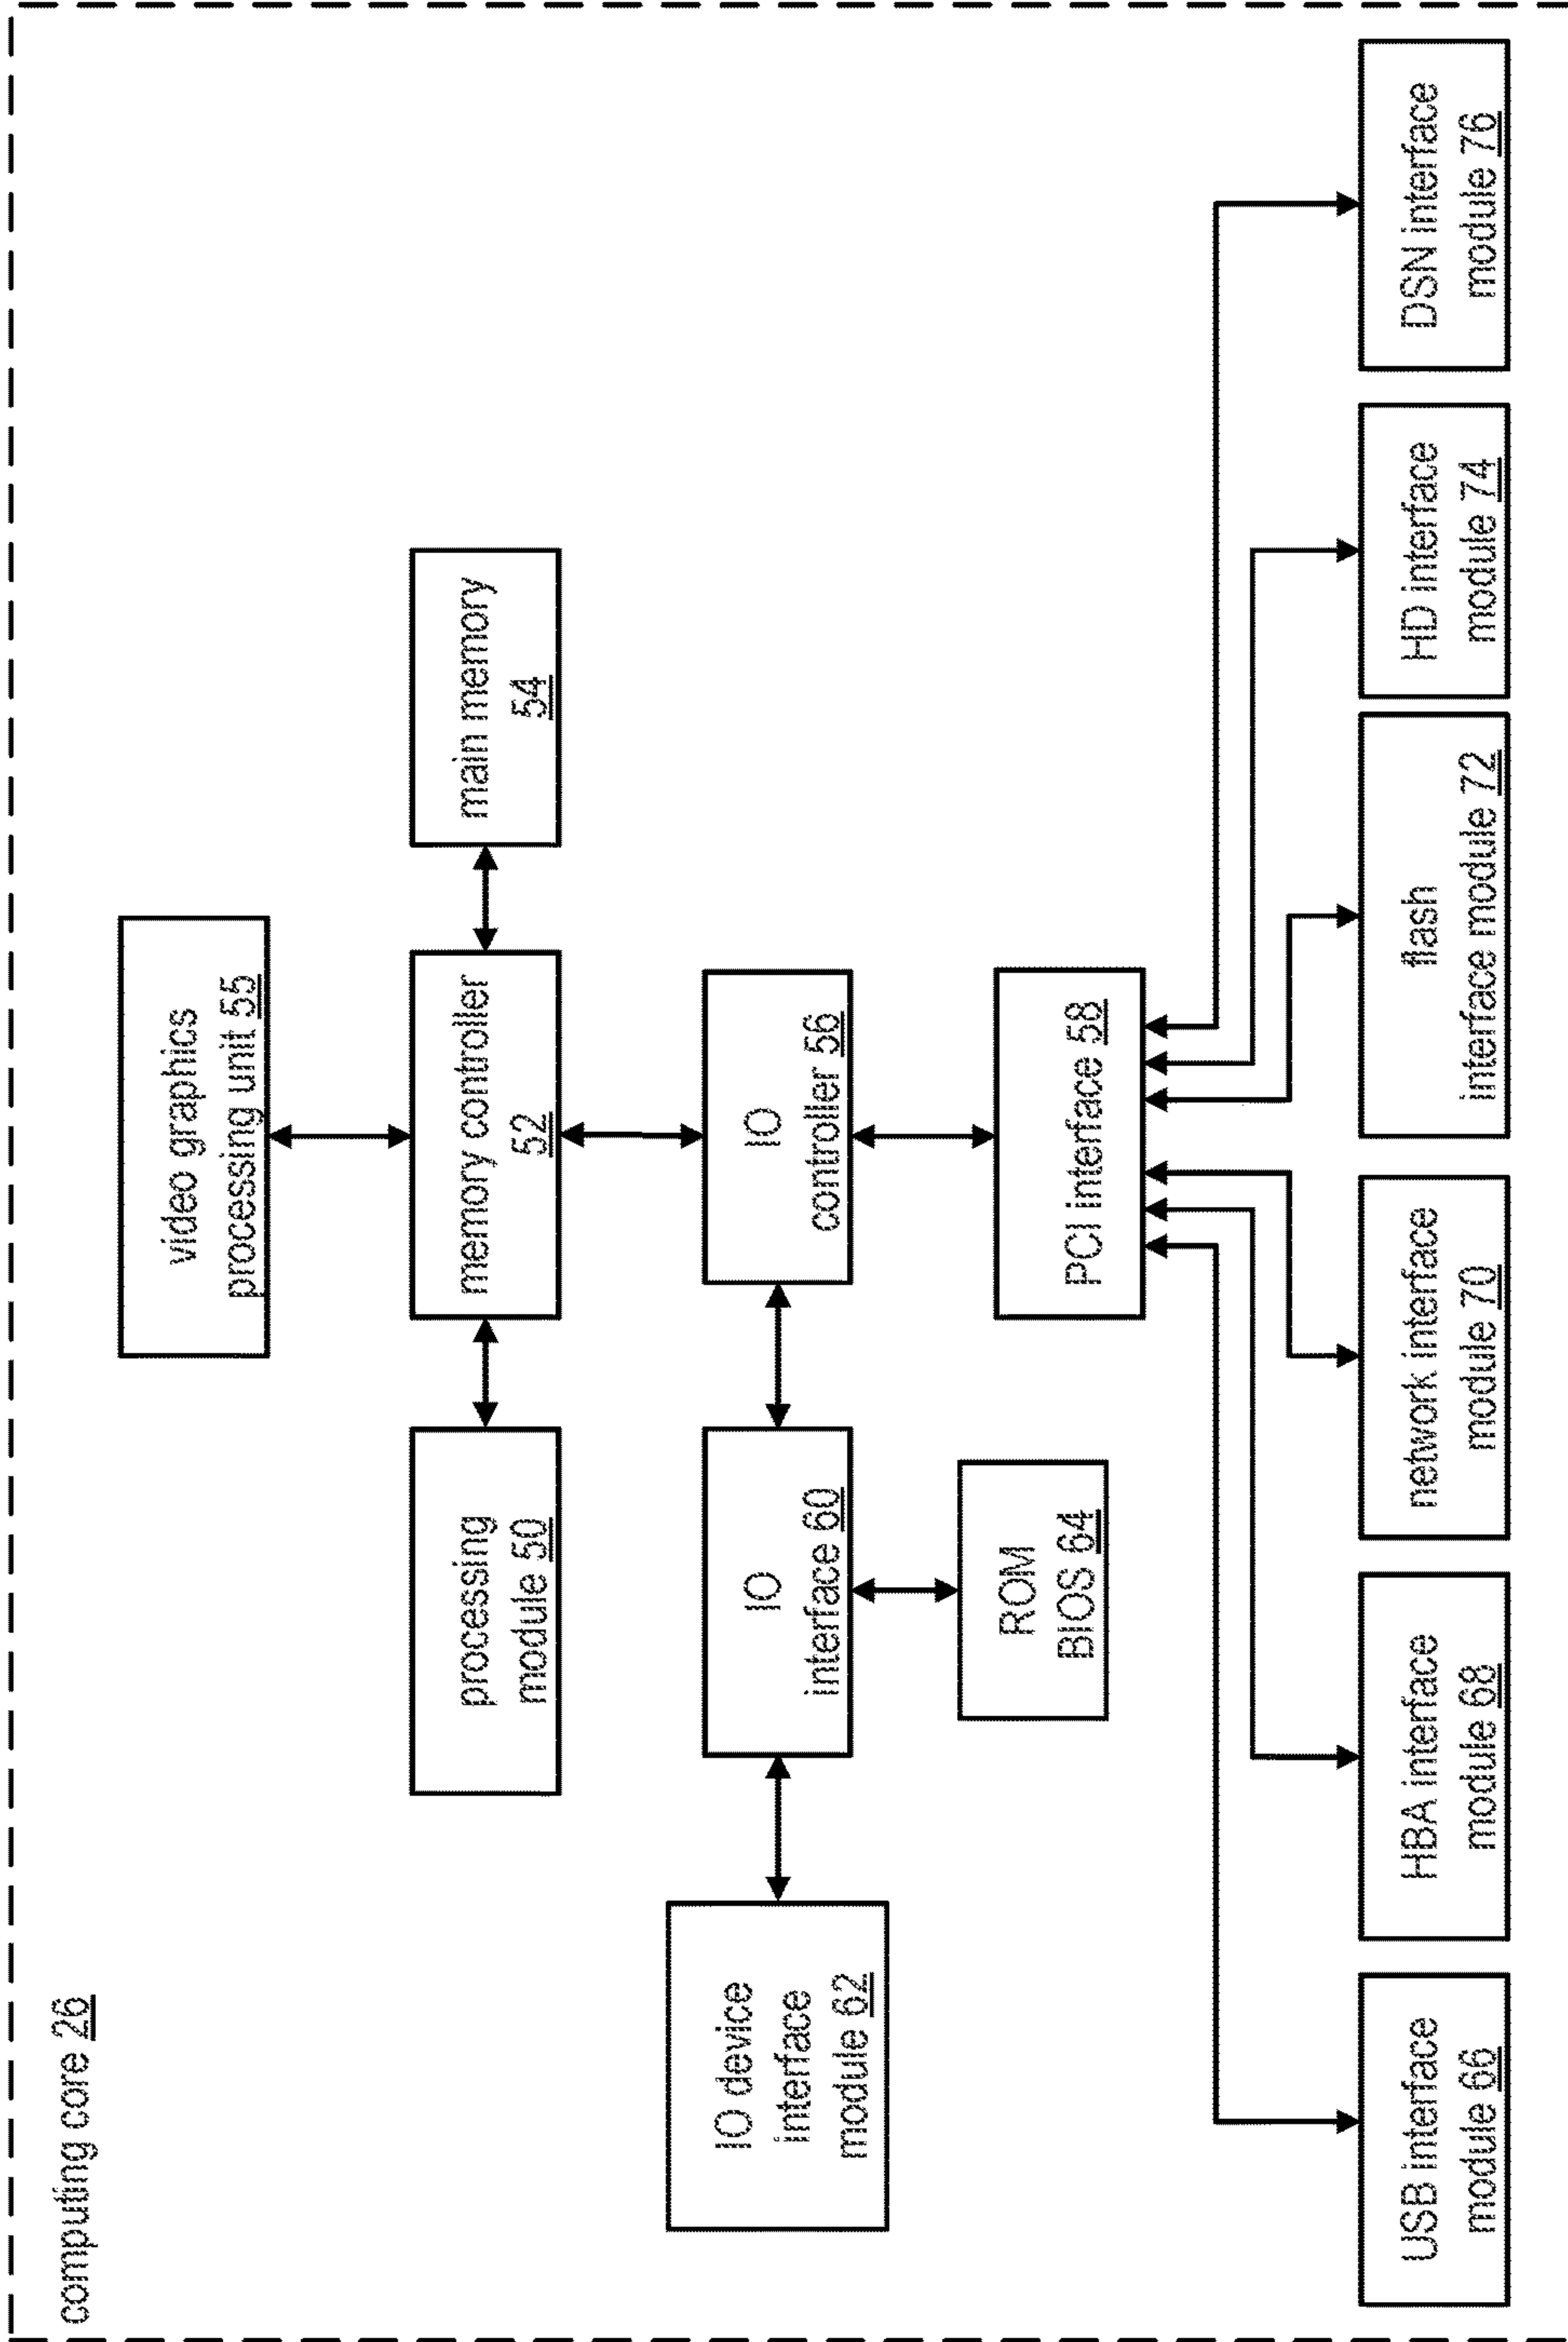 computing core 26
video graphics
processing unit 55
processing
module 50
memory controller
52
main memory
54
IO device
interface
module 62
IO
interface 60
IO
controller 56
ROM
BIOS 64
PCI interface 58
USB interface
module 66
HBA interface
module 68
network interface
module 70
flash
interface module 72
HD interface
module 74
DSN interface
module 76